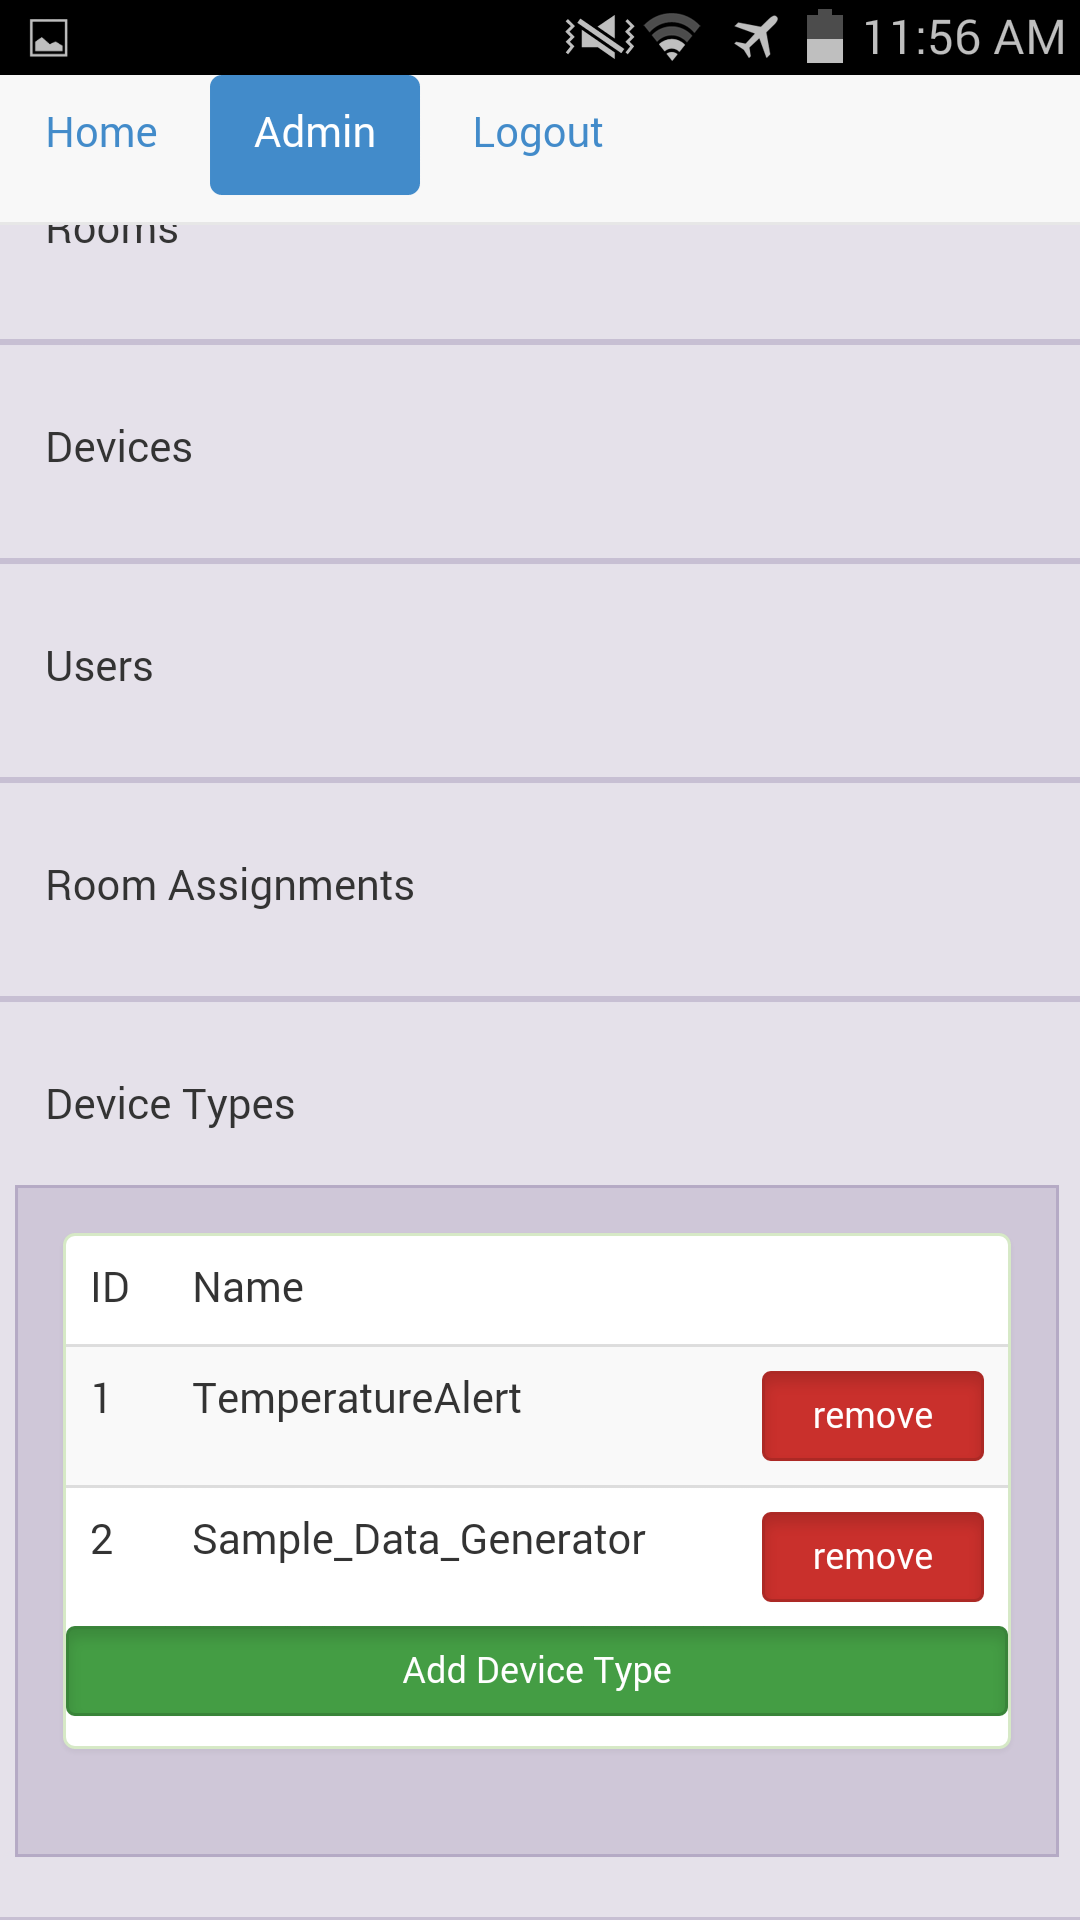 11:56 AM
Home Admin Logout
Rooms
Devices
Users
Room Assignments
Device Types
ID Name
1 TemperatureAlert remove
2 Sample_Data_Generator remove
Add Device Type